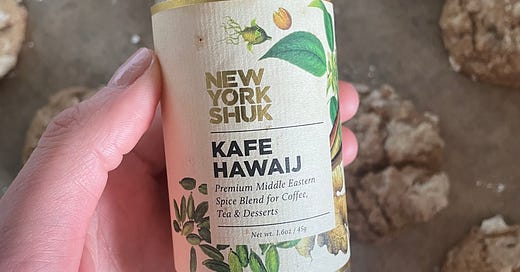 NEW
YORK
SHUK
KAFE
HAWAIJ
Premium Middle Eastern
Spice Blend for Coffee,
Tea & Desserts
Net wt. 1.6oz / 45g